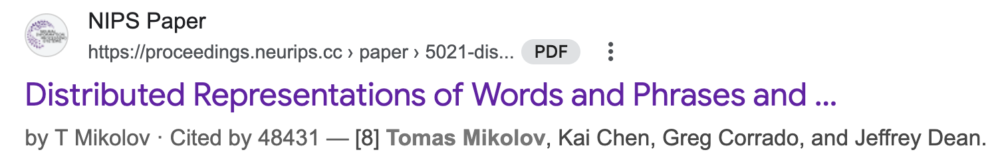 NIPS Paper
https://proceedings.neurips.cc › paper › 5021-dis... PDF
Distributed Representations of Words and Phrases and ...
by T Mikolov · Cited by 48431 — [8] Tomas Mikolov, Kai Chen, Greg Corrado, and Jeffrey Dean.